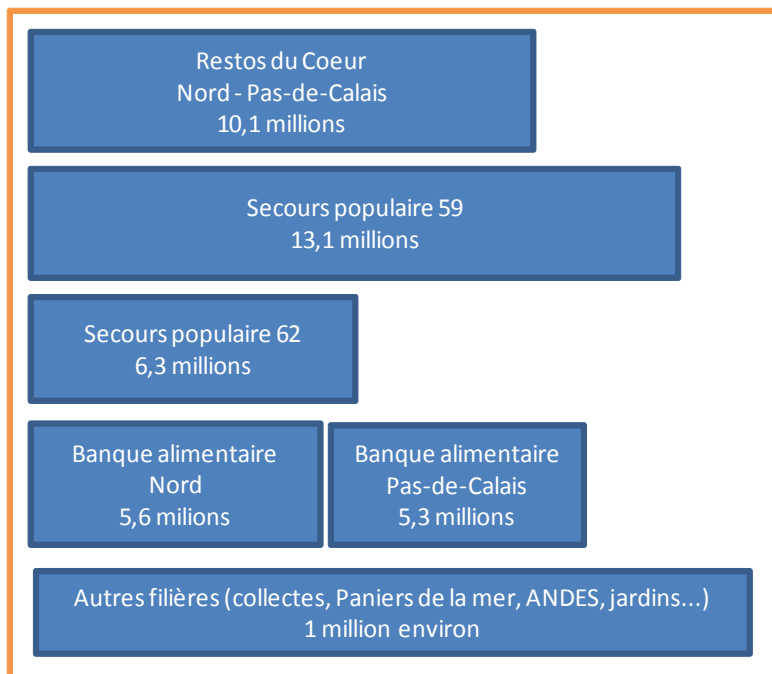 Restos du Coeur
Nord - Pas-de-Calais
10,1 millions
Secours populaire 59
13,1 millions
Secours populaire 62
6,3 millions
Banque alimentaire
Nord
5,6 milions
Banque alimentaire
Pas-de-Calais
5,3 millions
Autres filières (collectes, Paniers de la mer, ANDES, jardins...)
1 million environ